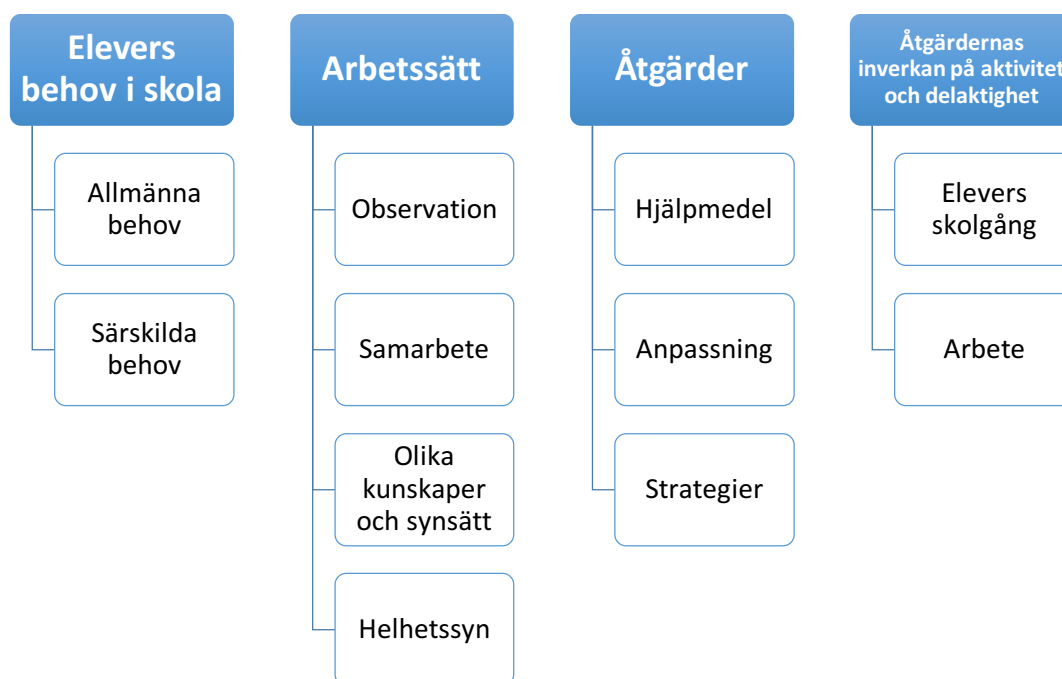 Elevers
behov i skola
Allmänna
behov
Särskilda
behov
Arbetssätt
Observation
Samarbete
Olika
kunskaper
och synsätt
Helhetssyn
Åtgärder
Hjälpmedel
Anpassning
Strategier
Åtgärdernas
inverkan på aktivitet
och delaktighet
Elevers
skolgång
Arbete